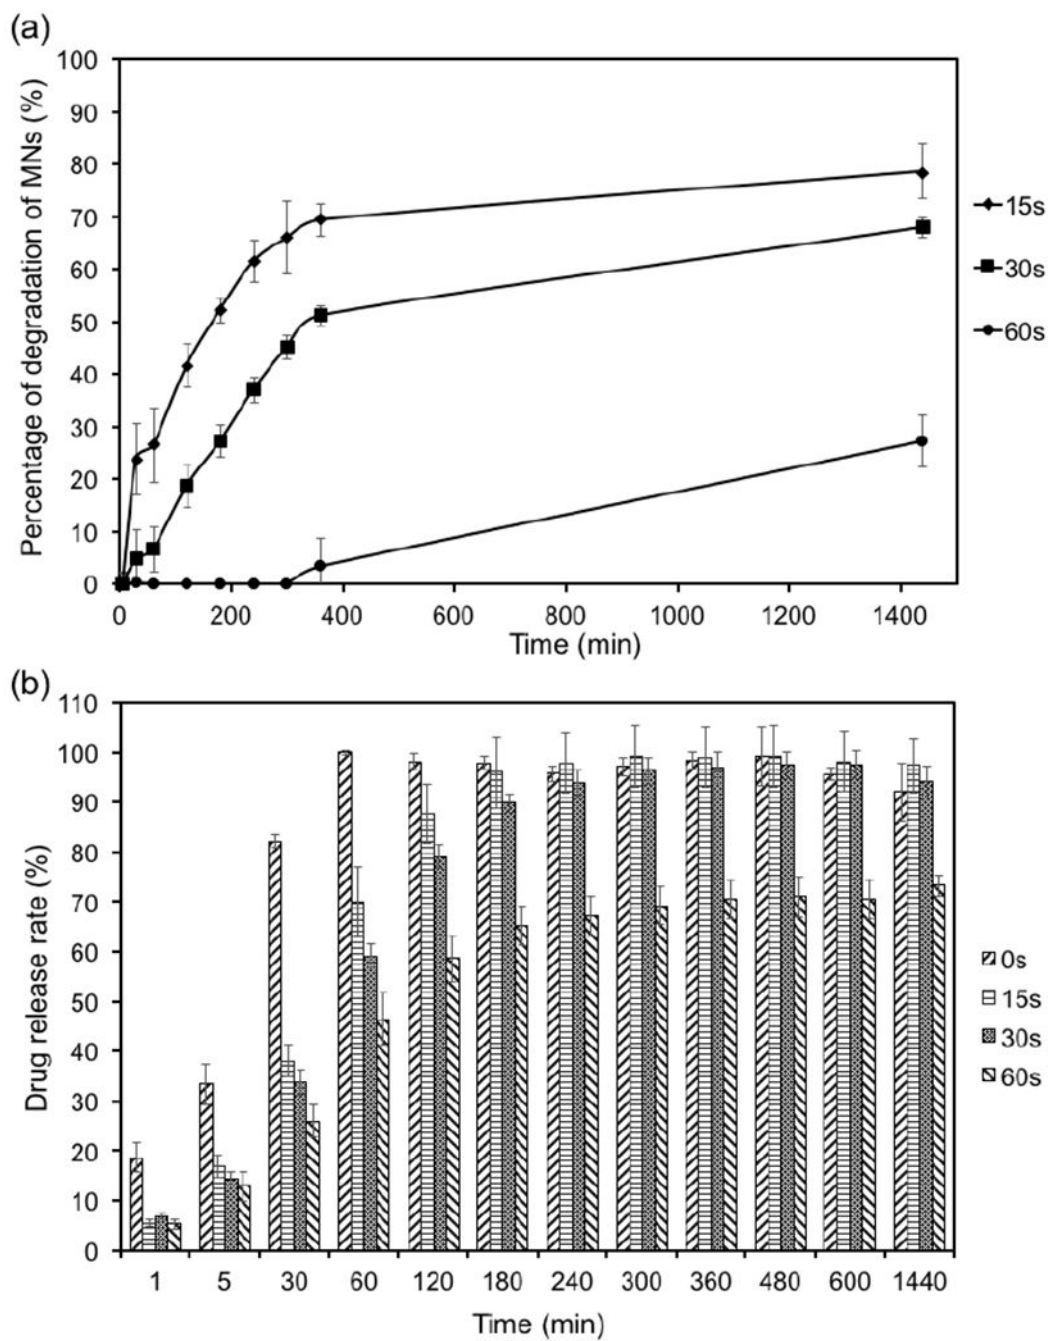 (a)
Percentage of degradation of MNs (%)
100
90
80
70
60
50
40
30
20
10
0
0 200 400 600 800 1000 1200 1400
Time (min)
15s
30s
60s
(b)
Drug release rate (%)
110
100
90
80
70
60
50
40
30
20
10
0
1 5 30 60 120 180 240 300 360 480 600 1440
Time (min)
0s
15s
30s
60s